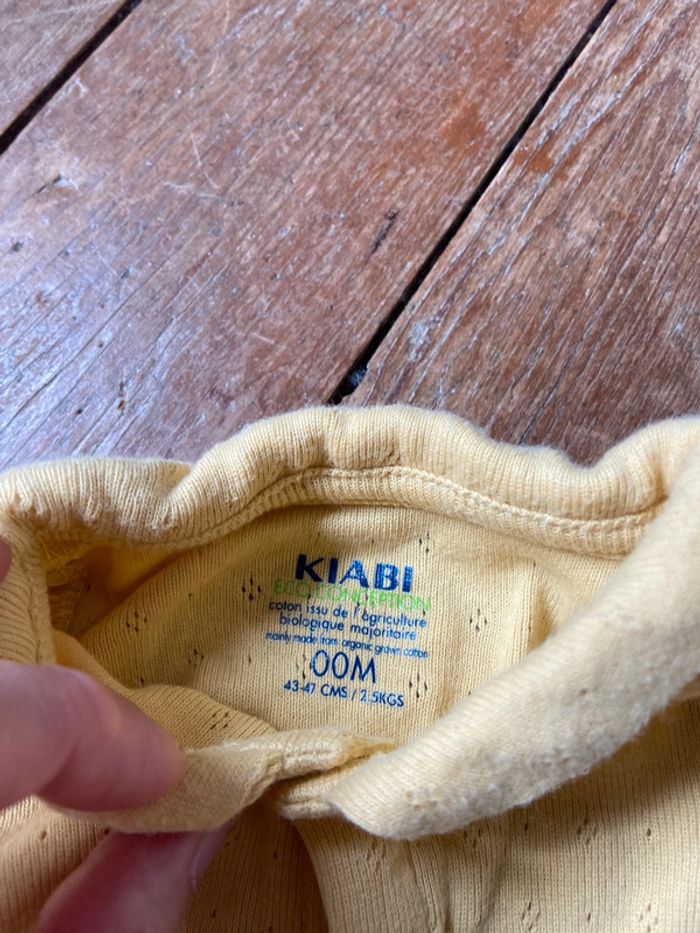 KIABI
ECO CONCEPTION
coton issu de l'agriculture
biologique majoritaire
mainly made from organic grown cotton
00M
43-47 CMS / 2.5KGS